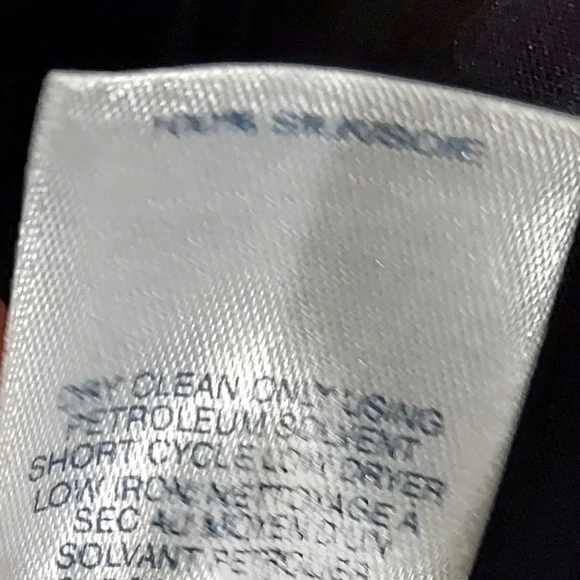 100% SILK/SOIE
DRY CLEAN ONLY USING
PETROLEUM SOLVENT
SHORT CYCLE LOW DRYER
LOW IRON NETTOYAGE A
SEC AU MOYEN D'UN
SOLVANT PETROLIER